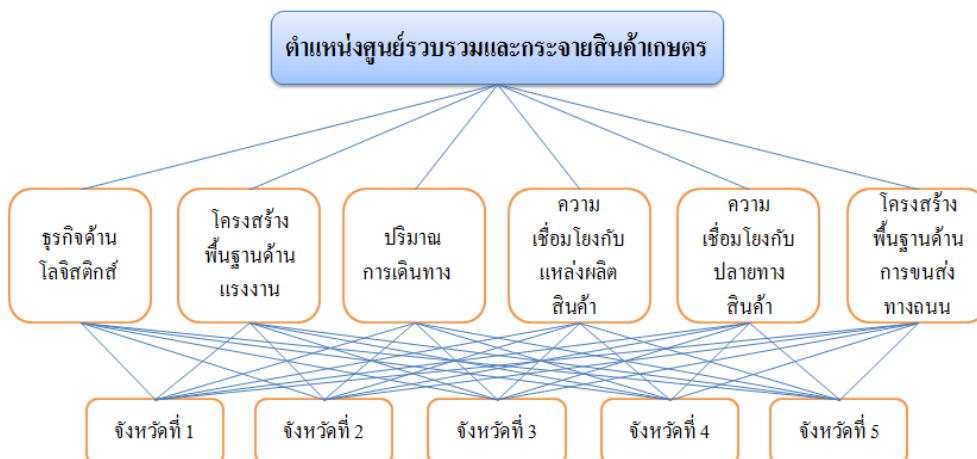 ตำแหน่งศูนย์รวบรวมและกระจายสินค้าเกษตร
ธุรกิจด้าน
โลจิสติกส์
โครงสร้าง
พื้นฐานด้าน
แรงงาน
ปริมาณ
การเดินทาง
ความ
เชื่อมโยงกับ
แหล่งผลิต
สินค้า
ความ
เชื่อมโยงกับ
ปลายทาง
สินค้า
โครงสร้าง
พื้นฐานด้าน
การขนส่ง
ทางถนน
จังหวัดที่ 1
จังหวัดที่ 2
จังหวัดที่ 3
จังหวัดที่ 4
จังหวัดที่ 5